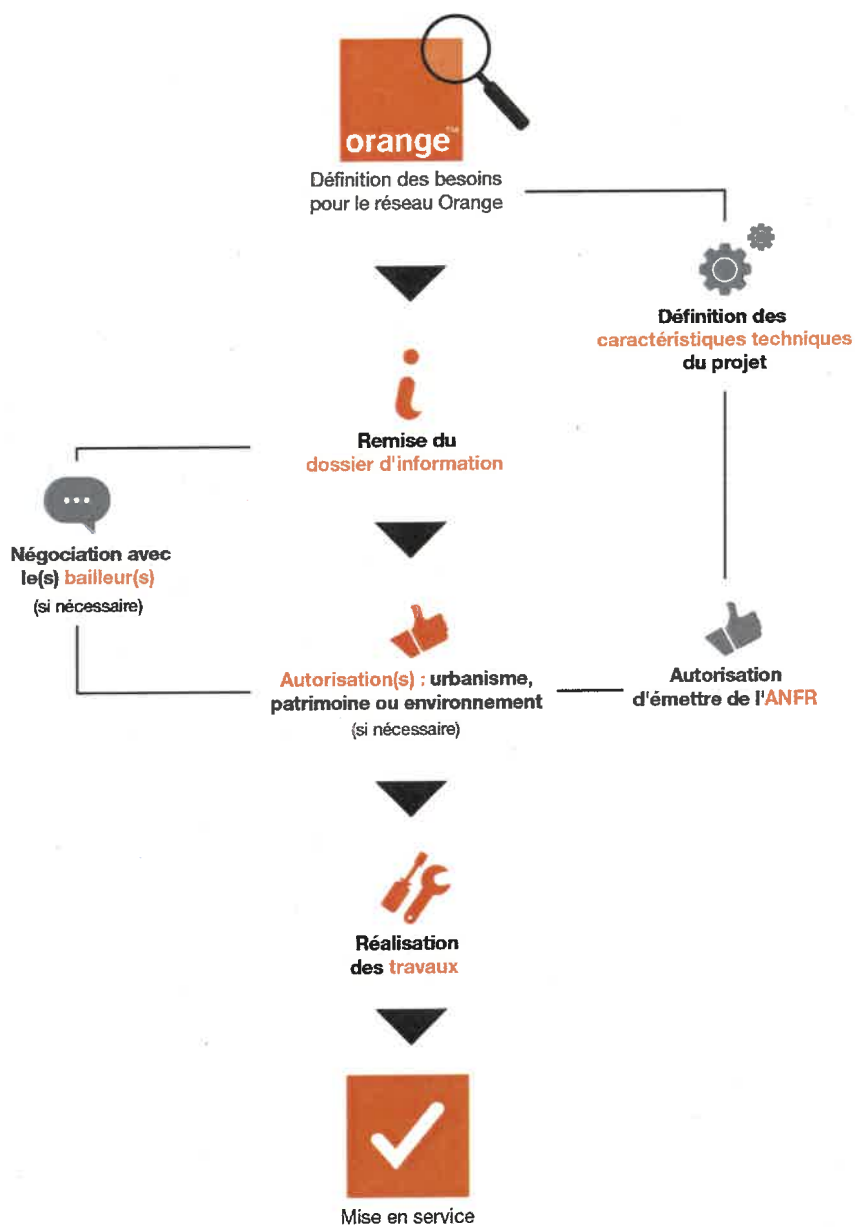 orange™
Définition des besoins
pour le réseau Orange
Définition des
caractéristiques techniques
du projet
Remise du
dossier d'information
Négociation avec
le(s) bailleur(s)
(si nécessaire)
Autorisation(s) : urbanisme,
patrimoine ou environnement
(si nécessaire)
Autorisation
d'émettre de l'ANFR
Réalisation
des travaux
Mise en service